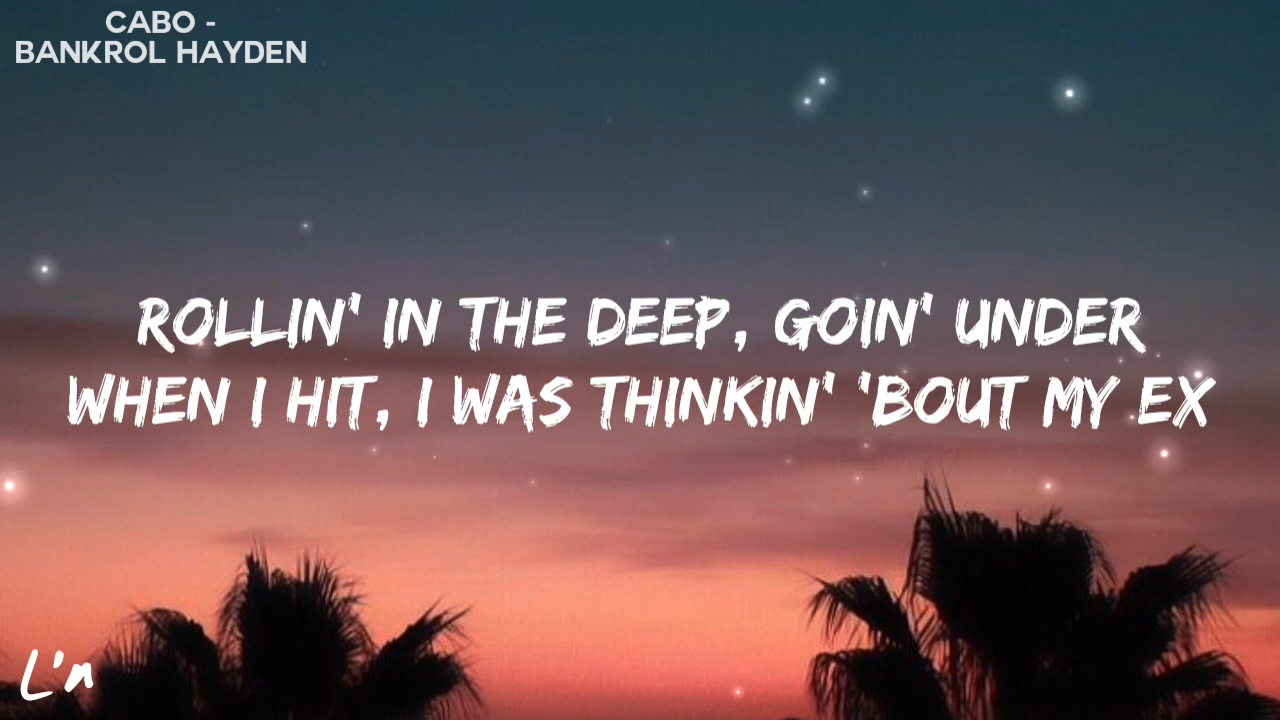 CABO -
BANKROL HAYDEN
ROLLIN' IN THE DEEP, GOIN' UNDER
WHEN I HIT, I WAS THINKIN' 'BOUT MY EX
L'n